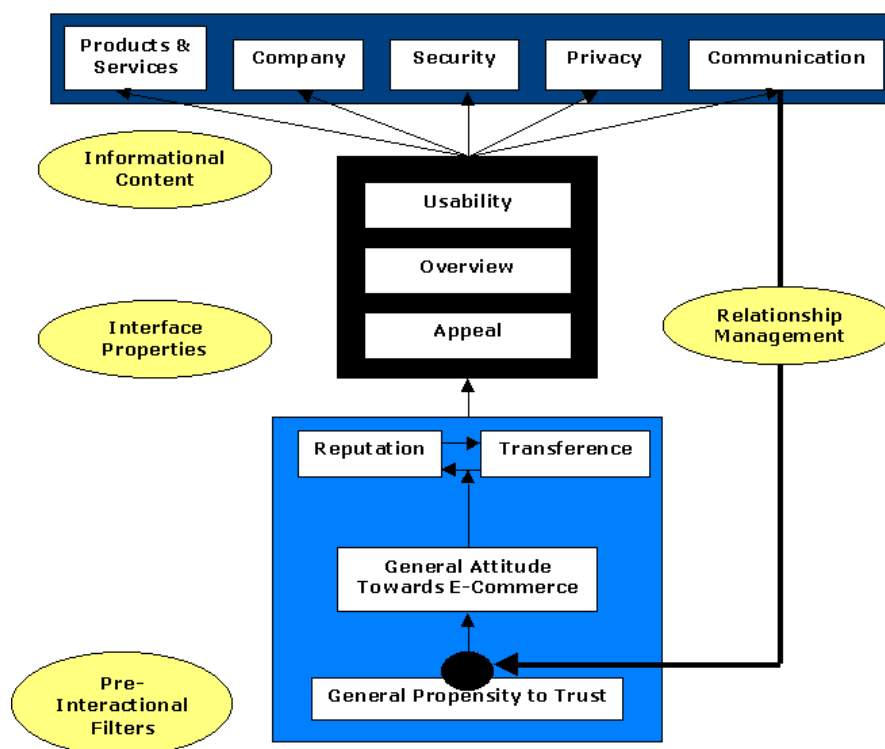 Products &
Services
Company
Security
Privacy
Communication
Informational
Content
Usability
Overview
Appeal
Interface
Properties
Relationship
Management
Reputation
Transference
General Attitude
Towards E-Commerce
General Propensity to Trust
Pre-
Interactional
Filters